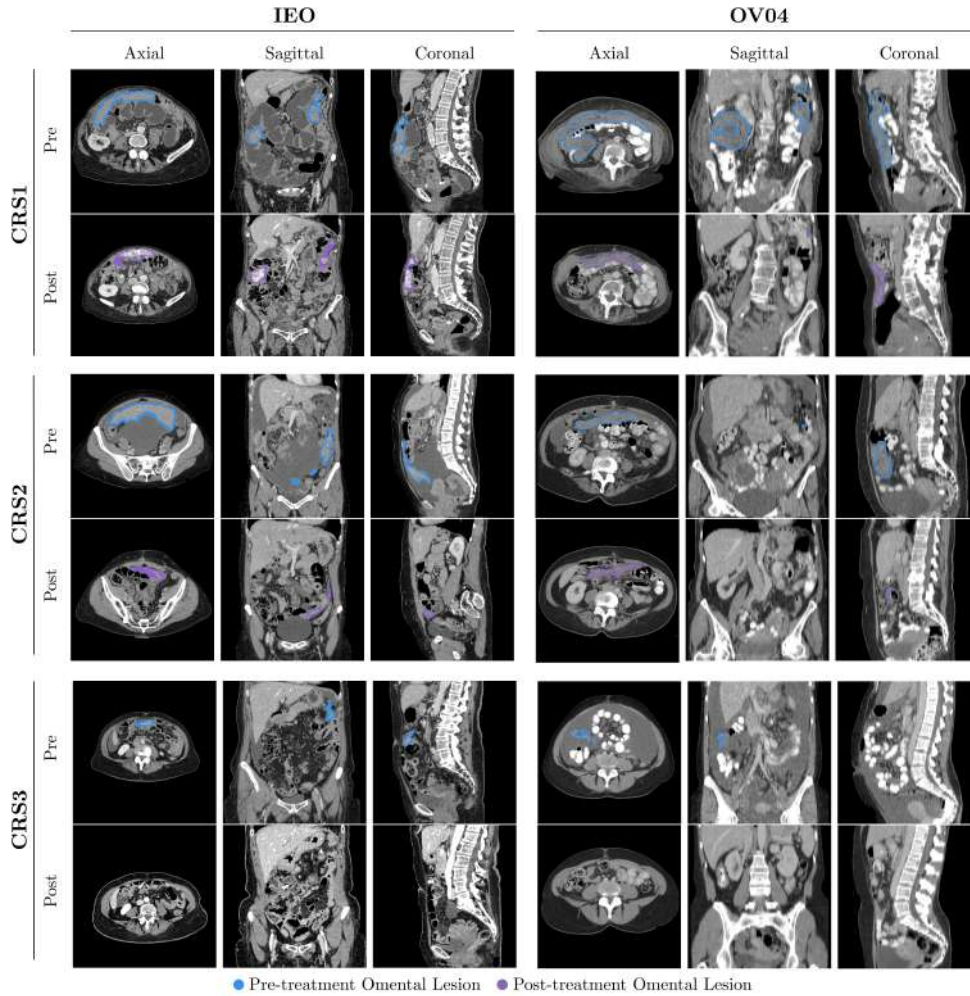 IEO OV04
Axial Sagittal Coronal Axial Sagittal Coronal
CRS1
Pre
Post
CRS2
Pre
Post
CRS3
Pre
Post
Pre-treatment Omental Lesion Post-treatment Omental Lesion